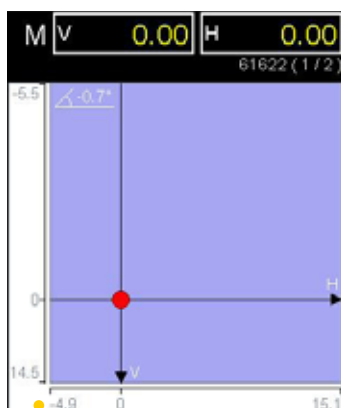 M V 0.00 H 0.00
61622 (1/2)
-5.5 -0.7°
H
0
14.5 V
-4.9 0 15.1